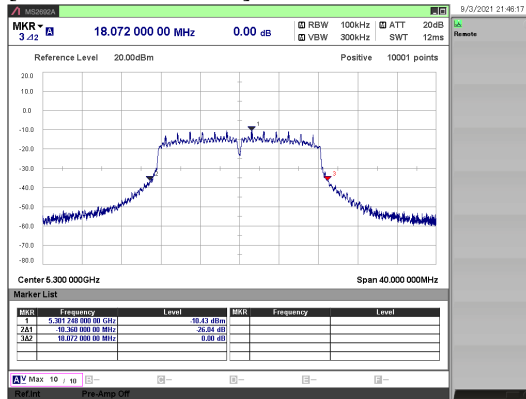 MS2692A
9/3/2021 21:46:17
MKR
3 ⊿2
A
18.072 000 00 MHz
0.00 dB
RBW 100kHz ATT 20dB
VBW 300kHz SWT 12ms
Remote
Reference Level 20.00dBm Positive 10001 points
20.0
10.0
0.0
-10.0
-20.0
-30.0
-40.0
-50.0
-60.0
-70.0
-80.0
1
3
Center 5.300 000GHz Span 40.000 000MHz
Marker List
MKR Frequency Level MKR Frequency Level
1 5.301 248 000 00 GHz -10.43 dBm
2Δ1 -10.360 000 00 MHz -26.04 dB
3Δ2 18.072 000 00 MHz 0.00 dB
A V Max 10 / 10 B — C — D — E — F —
Ref.Int Pre-Amp Off